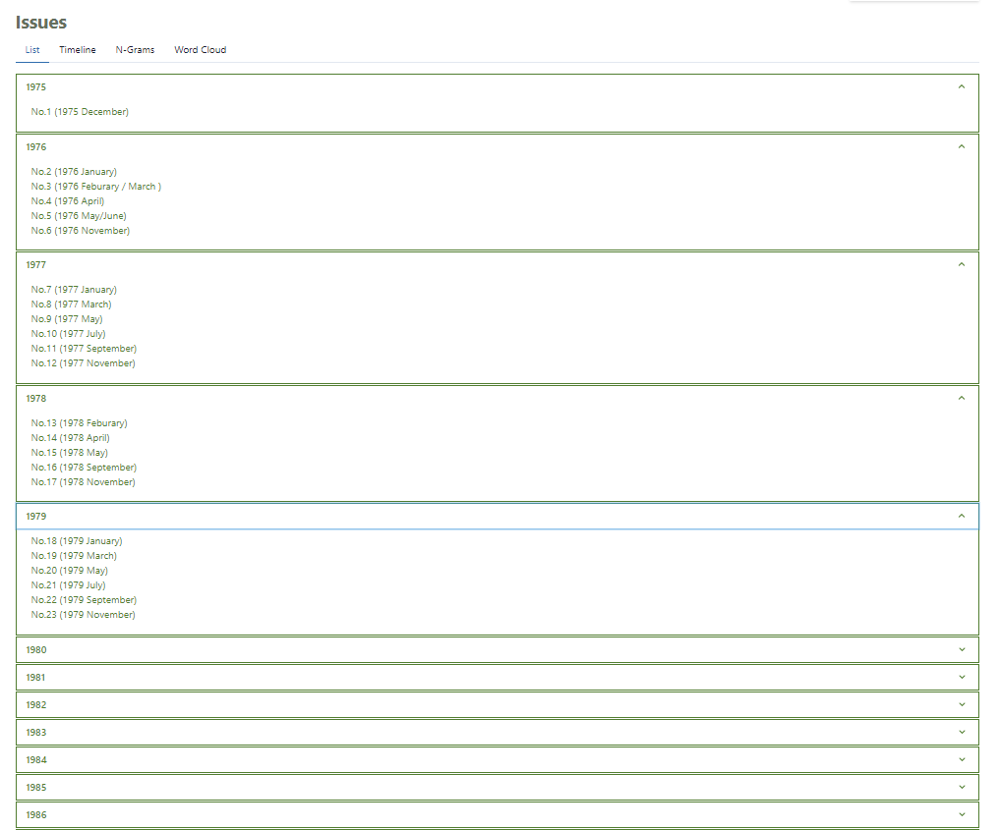 Issues
List Timeline N-Grams Word Cloud
1975
No.1 (1975 December)
1976
No.2 (1976 January)
No.3 (1976 Feburary / March )
No.4 (1976 April)
No.5 (1976 May/June)
No.6 (1976 November)
1977
No.7 (1977 January)
No.8 (1977 March)
No.9 (1977 May)
No.10 (1977 July)
No.11 (1977 September)
No.12 (1977 November)
1978
No.13 (1978 Feburary)
No.14 (1978 April)
No.15 (1978 May)
No.16 (1978 September)
No.17 (1978 November)
1979
No.18 (1979 January)
No.19 (1979 March)
No.20 (1979 May)
No.21 (1979 July)
No.22 (1979 September)
No.23 (1979 November)
1980
1981
1982
1983
1984
1985
1986